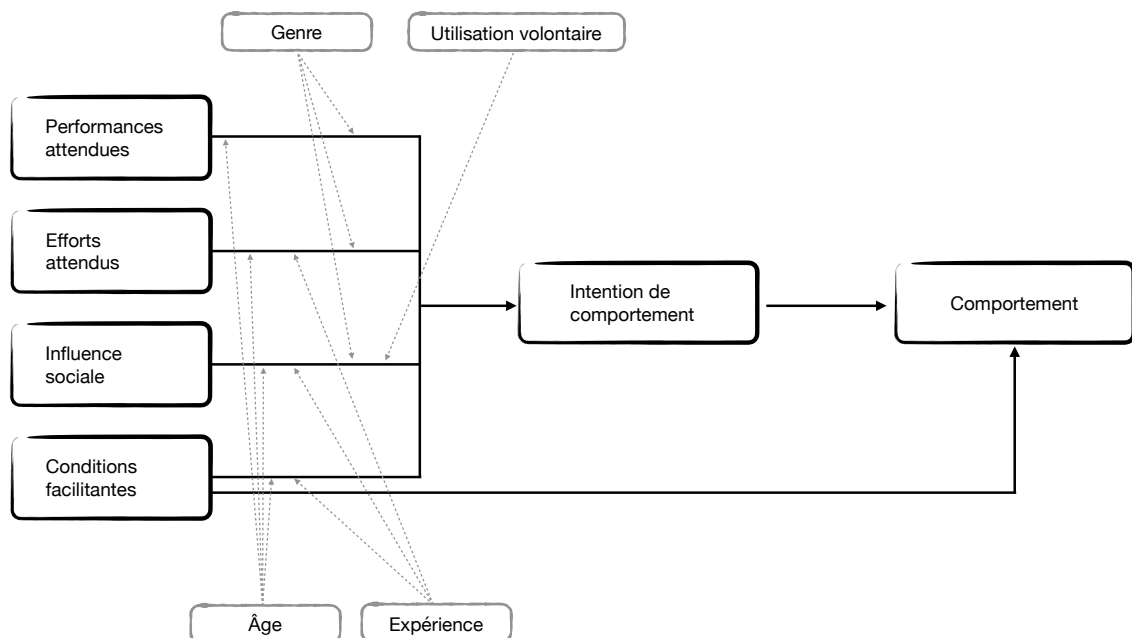 Genre
Utilisation volontaire
Performances
attendues
Efforts
attendus
Intention de
comportement
Comportement
Influence
sociale
Conditions
facilitantes
Âge
Expérience